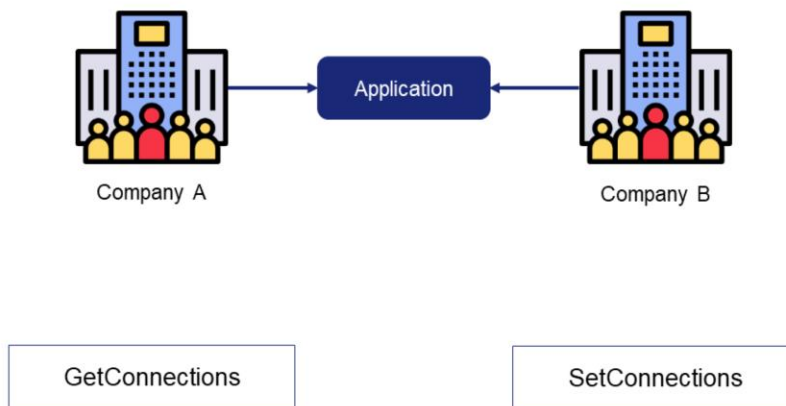 Application
Company A
Company B
GetConnections
SetConnections